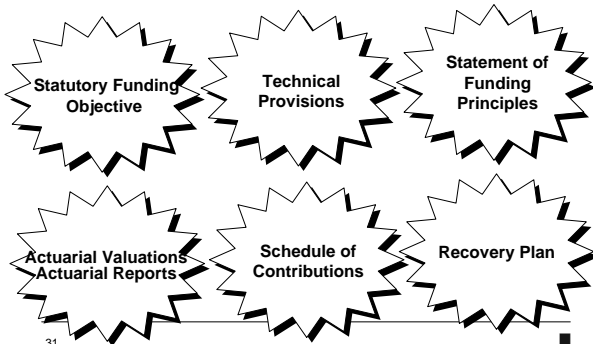 Statutory Funding
Objective
Technical
Provisions
Statement of
Funding
Principles
Actuarial Valuations
Actuarial Reports
Schedule of
Contributions
Recovery Plan
31